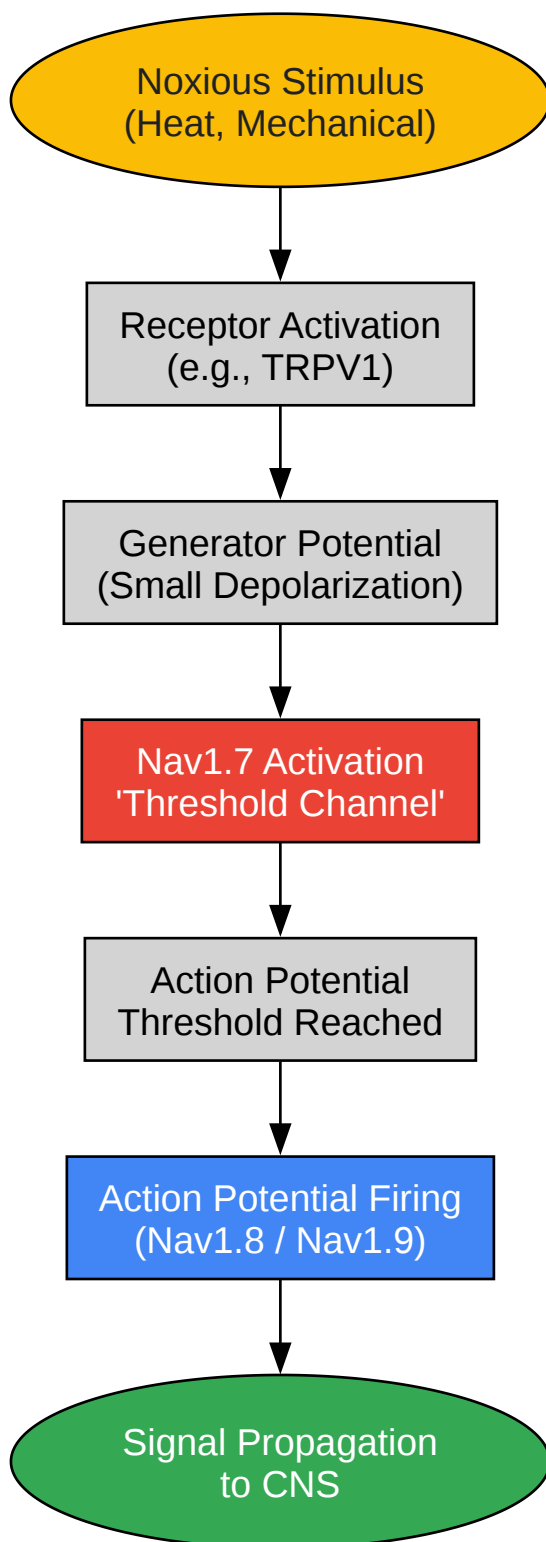 Noxious Stimulus
(Heat, Mechanical)
Receptor Activation
(e.g., TRPV1)
Generator Potential
(Small Depolarization)
Nav1.7 Activation
'Threshold Channel'
Action Potential
Threshold Reached
Action Potential Firing
(Nav1.8 / Nav1.9)
Signal Propagation
to CNS